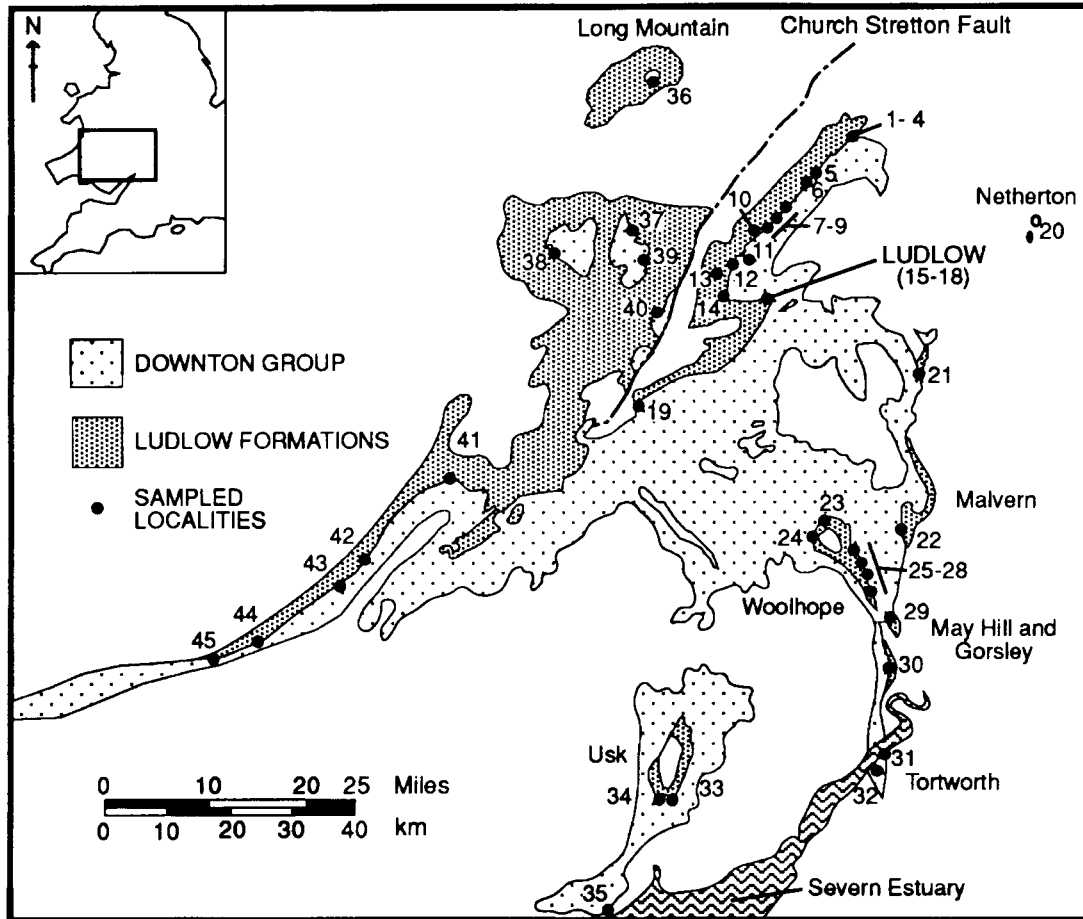 N
Long Mountain
Church Stretton Fault
36
1- 4
5
6
10
7-9
Netherton
20
37
11
38
39
LUDLOW
(15-18)
13
12
14
40
DOWNTON GROUP
21
19
LUDLOW FORMATIONS
41
SAMPLED
LOCALITIES
Malvern
23
22
24
42
25-28
43
Woolhope
29
May Hill and
Gorsley
44
45
30
Usk
31
0 10 20 25 Miles
33
34
Tortworth
32
0 10 20 30 40 km
35
Severn Estuary